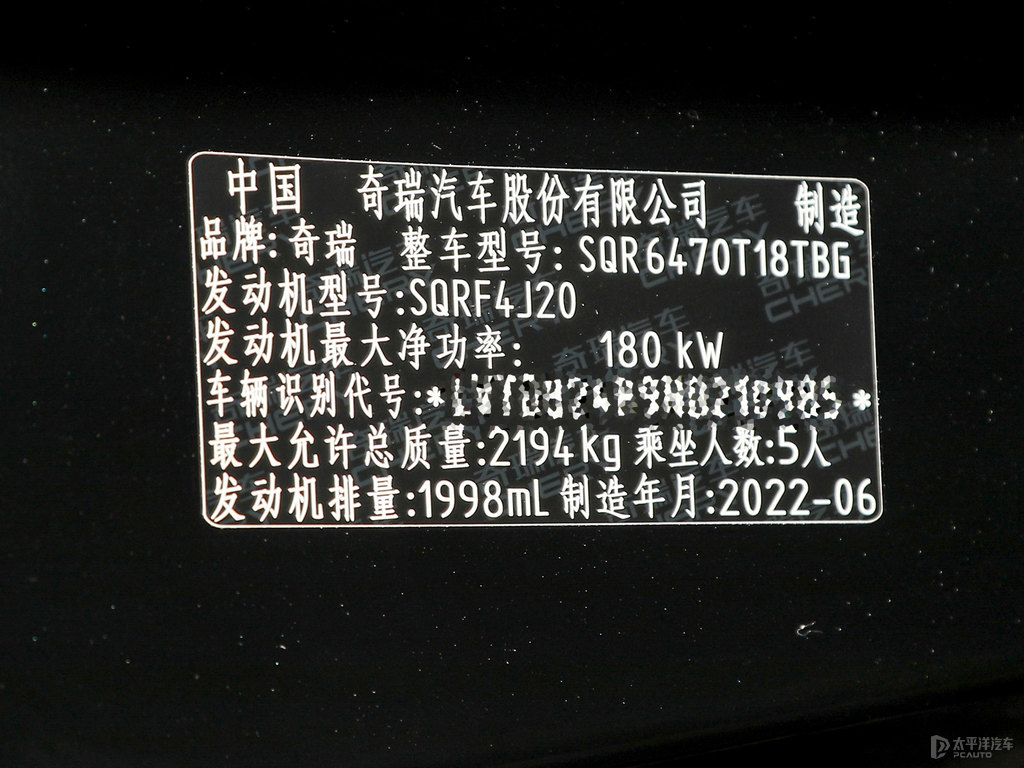 中国 奇瑞汽车股份有限公司 制造
品牌:奇瑞 整车型号:SQR6470T18TBG
发动机型号:SQRF4J20
发动机最大净功率: 180 kW
车辆识别代号:
最大允许总质量:2194kg 乘坐人数:5人
发动机排量:1998mL 制造年月:2022-06
太平洋汽车
PCAUTO